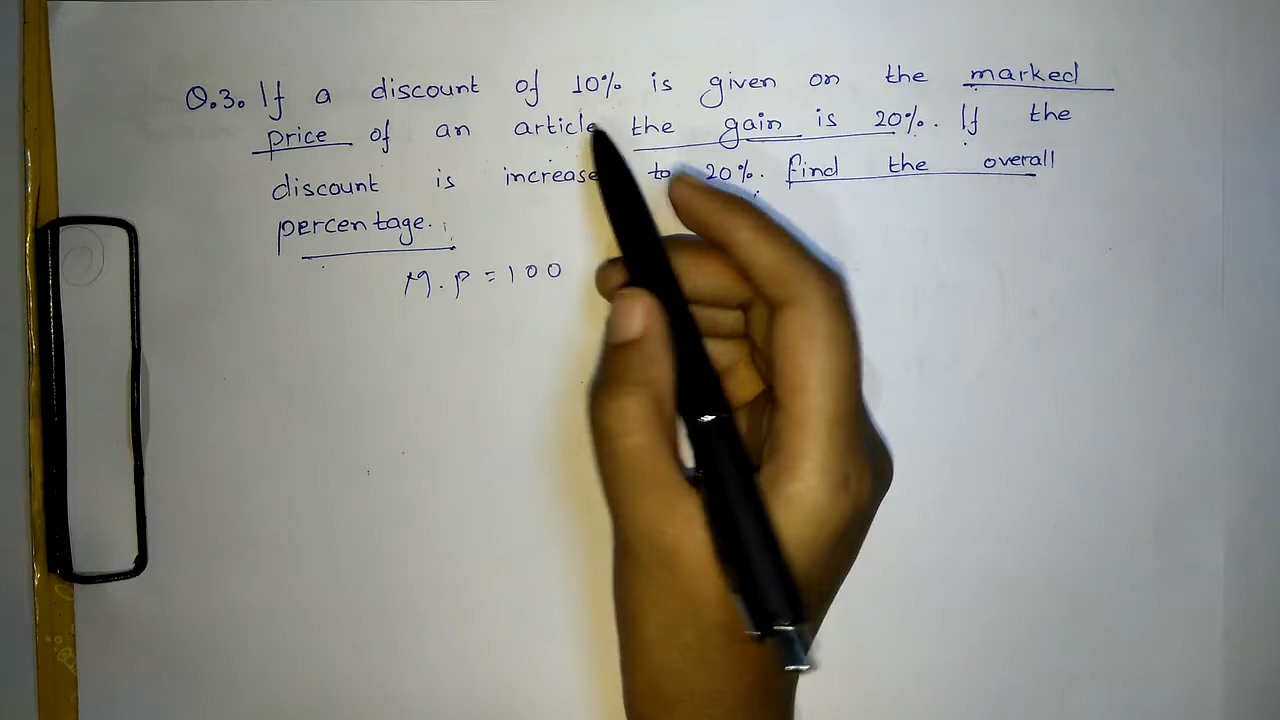 Q.3. If a discount of 10% is given on the marked
price of an article the gain is 20%. If the
discount is increase to 20%. find the overall
percentage.
M.P = 100